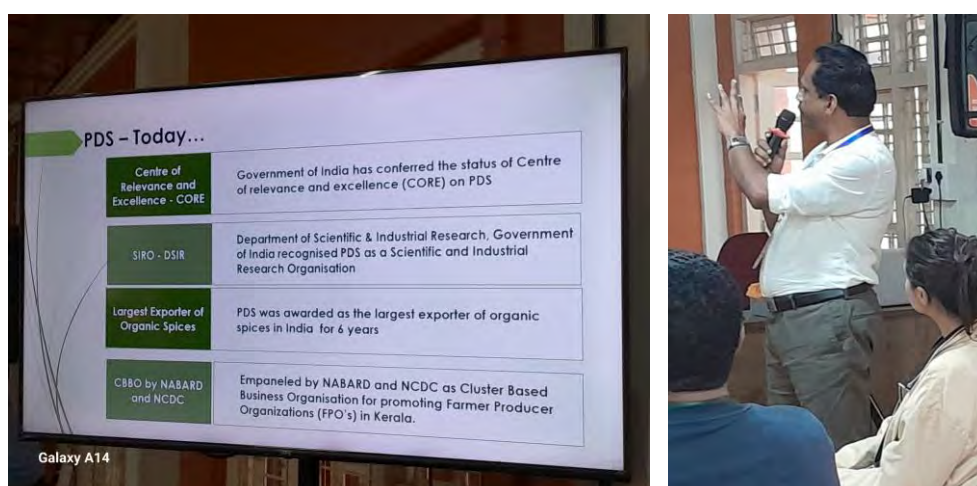 PDS – Today...
Centre of
Relevance and
Excellence - CORE
Government of India has conferred the status of Centre
of relevance and excellence (CORE) on PDS
SIRO - DSIR
Department of Scientific & Industrial Research, Government
of India recognised PDS as a Scientific and Industrial
Research Organisation
Largest Exporter of
Organic Spices
PDS was awarded as the largest exporter of organic
spices in India for 6 years
CBBO by NABARD
and NCDC
Empaneled by NABARD and NCDC as Cluster Based
Business Organisation for promoting Farmer Producer
Organizations (FPO's) in Kerala.
Galaxy A14